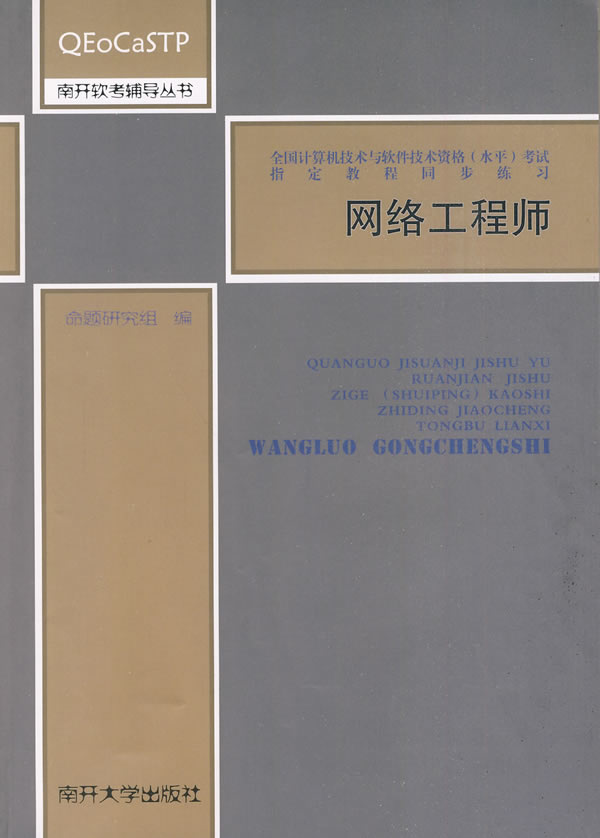 QEoCaSTP
南开软考辅导丛书
全国计算机技术与软件技术资格(水平)考试
指定教程同步练习
网络工程师
命题研究组 编
QUANGUO JISUANJI JISHU YU
RUANJIAN JISHU
ZIGE (SHUIPING) KAOSHI
ZHIDING JIAOCHENG
TONGBU LIANXI
WANGLUO GONGCHENGSHI
南开大学出版社